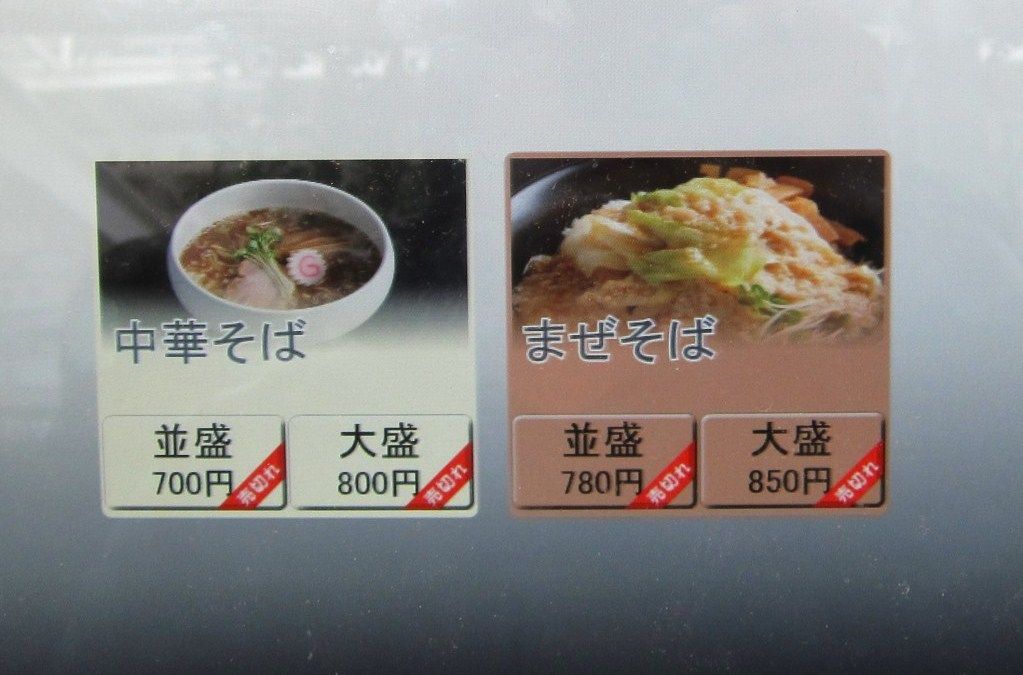 中華そば
並盛
700円
売切れ
大盛
800円
売切れ
まぜそば
並盛
780円
売切れ
大盛
850円
売切れ